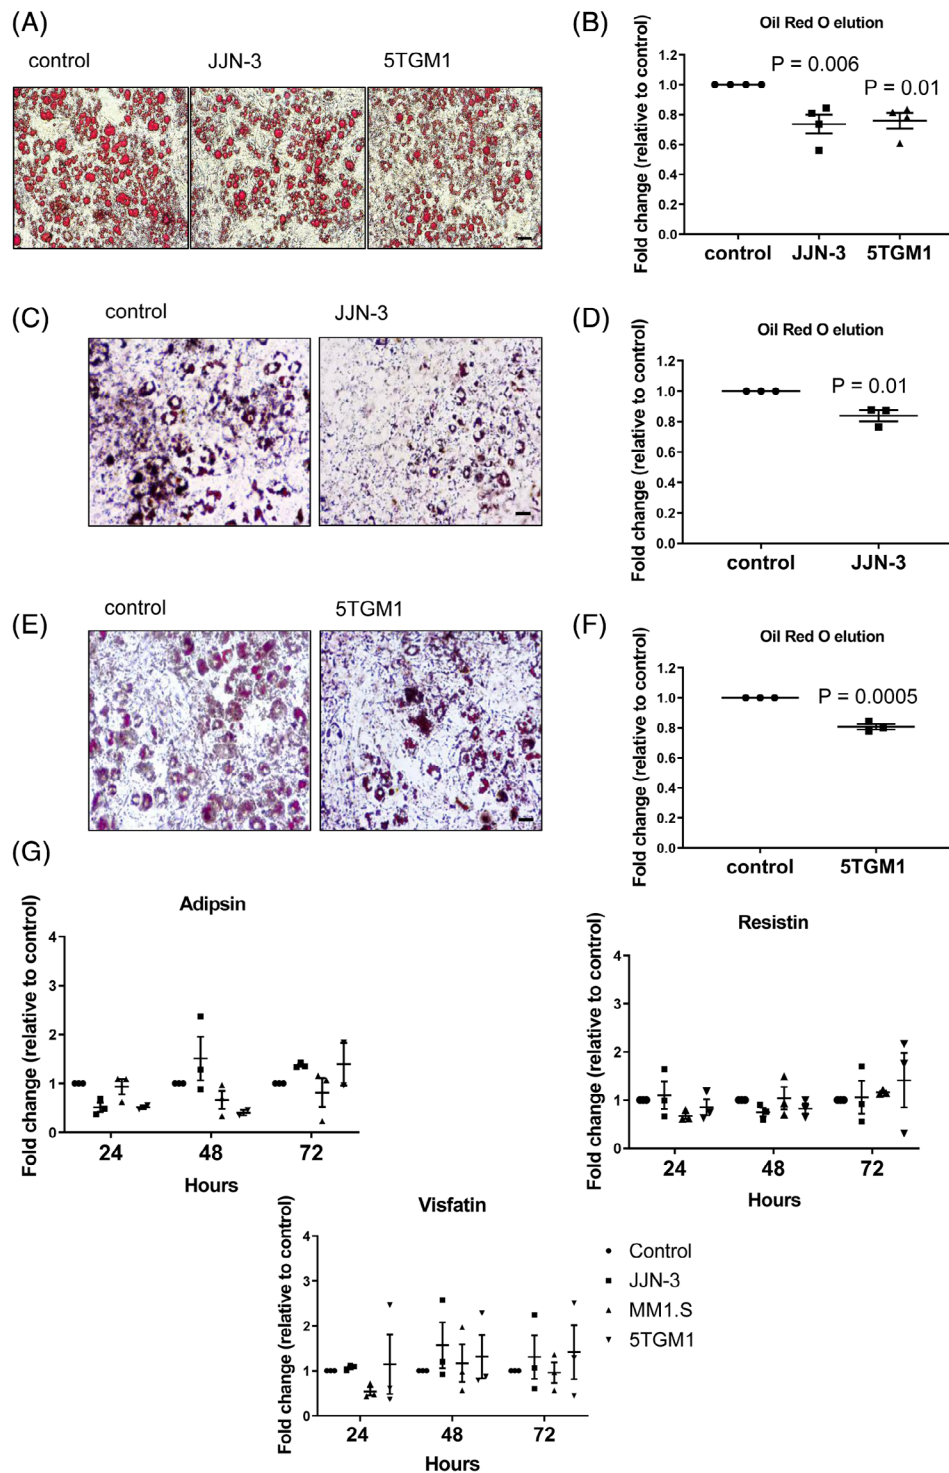 (A)
control
JJN-3
5TGM1
(B)
Oil Red O elution
Fold change (relative to control)
1.2
1.0
0.8
0.6
0.4
0.2
0.0
P = 0.006
P = 0.01
control
JJN-3
5TGM1
(C)
control
JJN-3
(D)
Oil Red O elution
Fold change (relative to control)
1.2
1.0
0.8
0.6
0.4
0.2
0.0
P = 0.01
control
JJN-3
(E)
control
5TGM1
(F)
Oil Red O elution
Fold change (relative to control)
1.2
1.0
0.8
0.6
0.4
0.2
0.0
P = 0.0005
control
5TGM1
(G)
Adipsin
Fold change (relative to control)
4
3
2
1
0
24
48
72
Hours
Resistin
Fold change (relative to control)
4
3
2
1
0
24
48
72
Hours
Visfatin
Fold change (relative to control)
4
3
2
1
0
24
48
72
Hours
Control
JJN-3
MM1.S
5TGM1